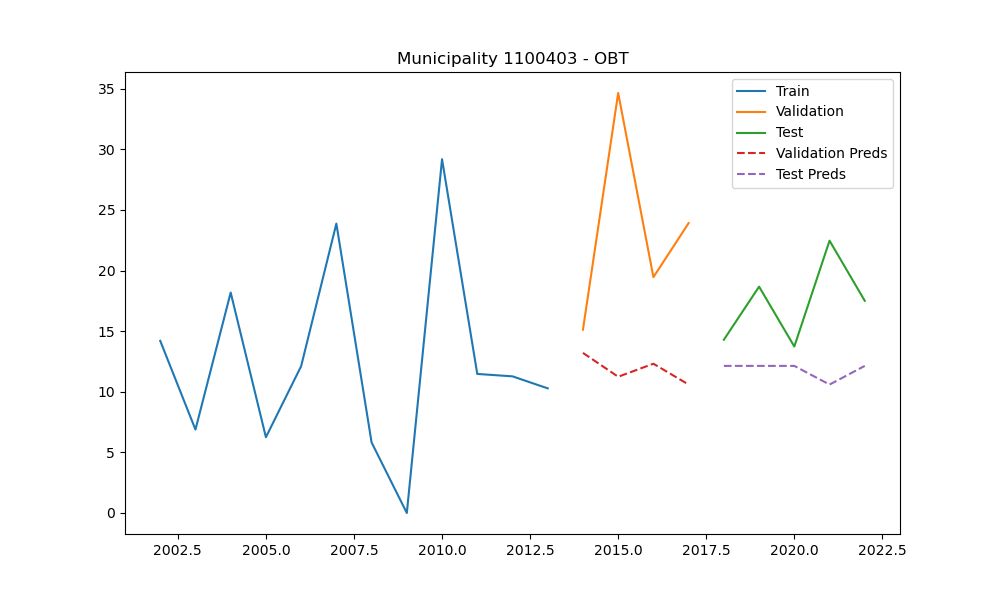 Municipality 1100403 - OBT
Train
Validation
Test
Validation Preds
Test Preds
35
30
25
20
15
10
5
0
2002.5 2005.0 2007.5 2010.0 2012.5 2015.0 2017.5 2020.0 2022.5